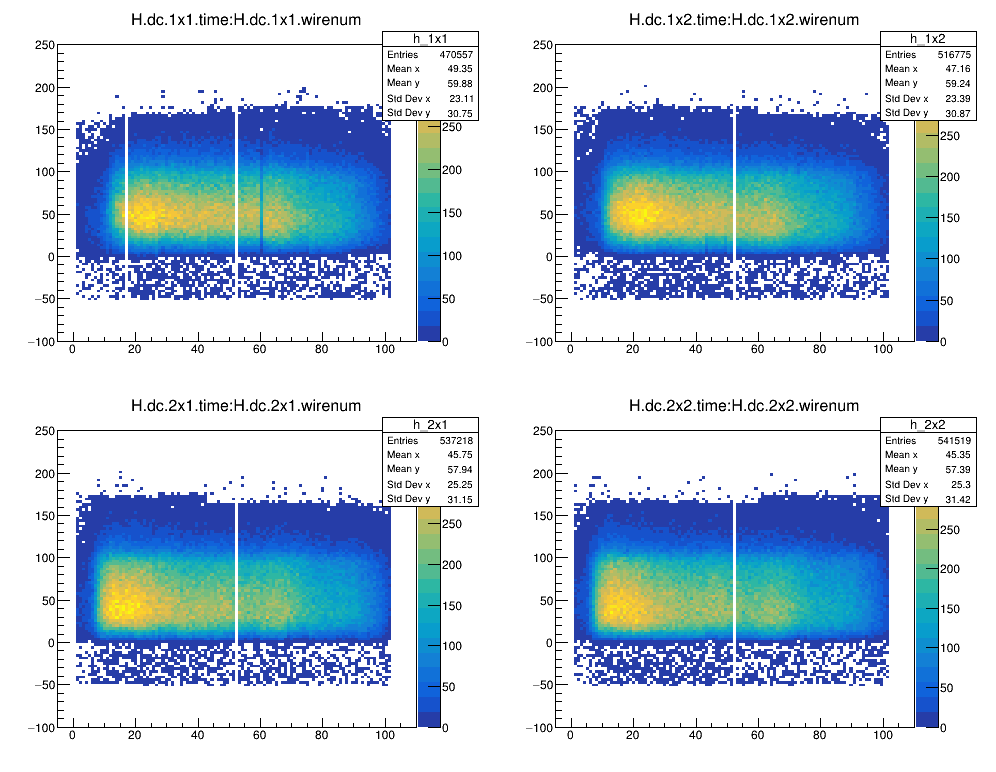 H.dc.1x1.time:H.dc.1x1.wirenum
h_1x1
Entries 470557
Mean x 49.35
Mean y 59.88
Std Dev x 23.11
Std Dev y 30.75
250
200
150
100
50
0
−50
−100
0 20 40 60 80 100
250
200
150
100
50
0
H.dc.1x2.time:H.dc.1x2.wirenum
h_1x2
Entries 516775
Mean x 47.16
Mean y 59.24
Std Dev x 23.39
Std Dev y 30.87
250
200
150
100
50
0
−50
−100
0 20 40 60 80 100
250
200
150
100
50
0
H.dc.2x1.time:H.dc.2x1.wirenum
h_2x1
Entries 537218
Mean x 45.75
Mean y 57.94
Std Dev x 25.25
Std Dev y 31.15
250
200
150
100
50
0
−50
−100
0 20 40 60 80 100
250
200
150
100
50
0
H.dc.2x2.time:H.dc.2x2.wirenum
h_2x2
Entries 541519
Mean x 45.35
Mean y 57.39
Std Dev x 25.3
Std Dev y 31.42
250
200
150
100
50
0
−50
−100
0 20 40 60 80 100
250
200
150
100
50
0